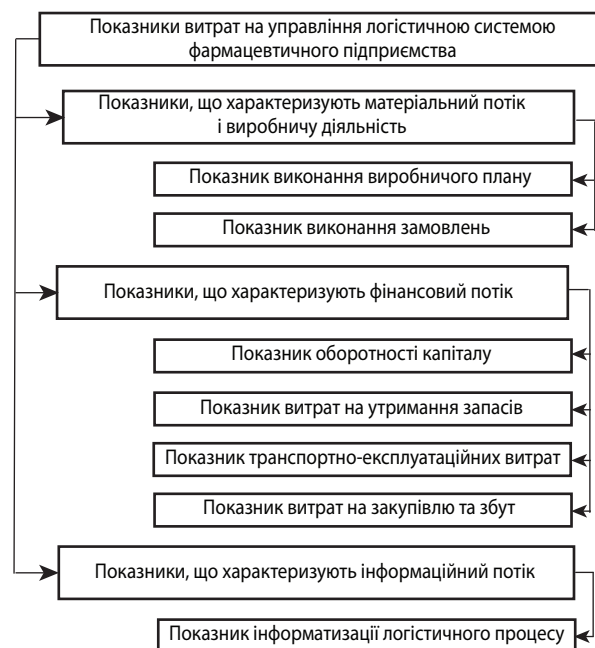 Показники витрат на управління логістичною системою
фармацевтичного підприємства
Показники, що характеризують матеріальний потік
і виробничу діяльність
Показник виконання виробничого плану
Показник виконання замовлень
Показники, що характеризують фінансовий потік
Показник оборотності капіталу
Показник витрат на утримання запасів
Показник транспортно-експлуатаційних витрат
Показник витрат на закупівлю та збут
Показники, що характеризують інформаційний потік
Показник інформатизації логістичного процесу